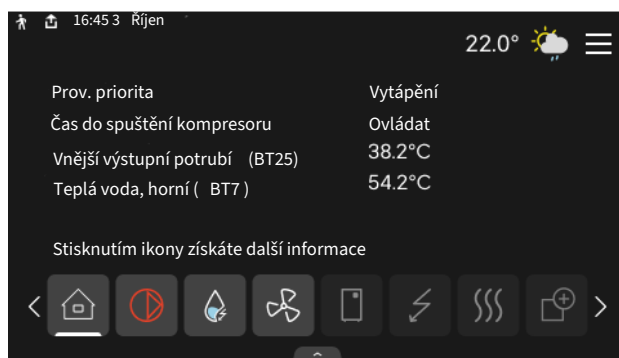 16:45 3 Říjen
22.0°
Prov. priorita Vytápění
Čas do spuštění kompresoru Ovládat
Vnější výstupní potrubí (BT25) 38.2°C
Teplá voda, horní ( BT7 ) 54.2°C
Stisknutím ikony získáte další informace